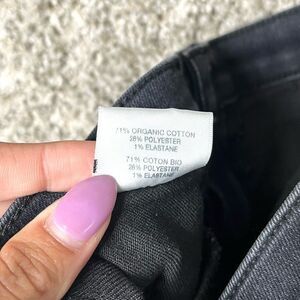 71% ORGANIC COTTON
28% POLYESTER
1% ELASTANE
71% COTON BIO
28% POLYESTER
1% ELASTANE